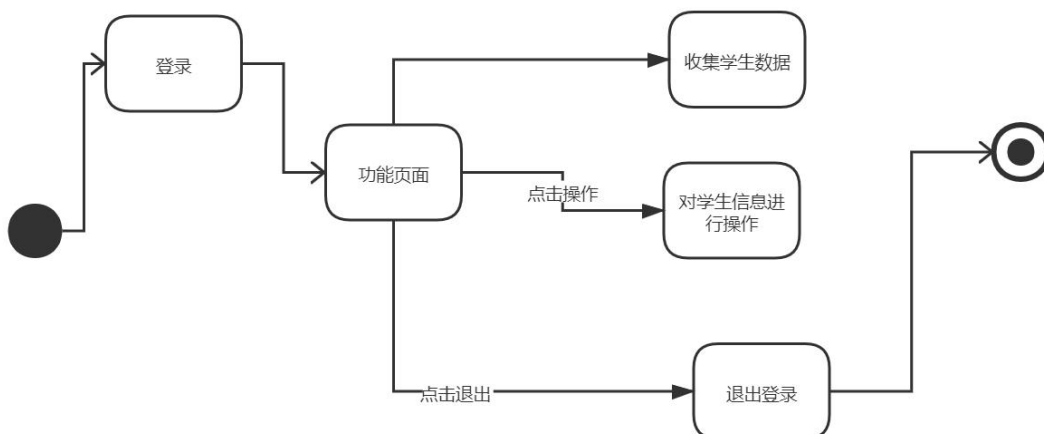 登录
收集学生数据
功能页面
点击操作
对学生信息进
行操作
点击退出
退出登录